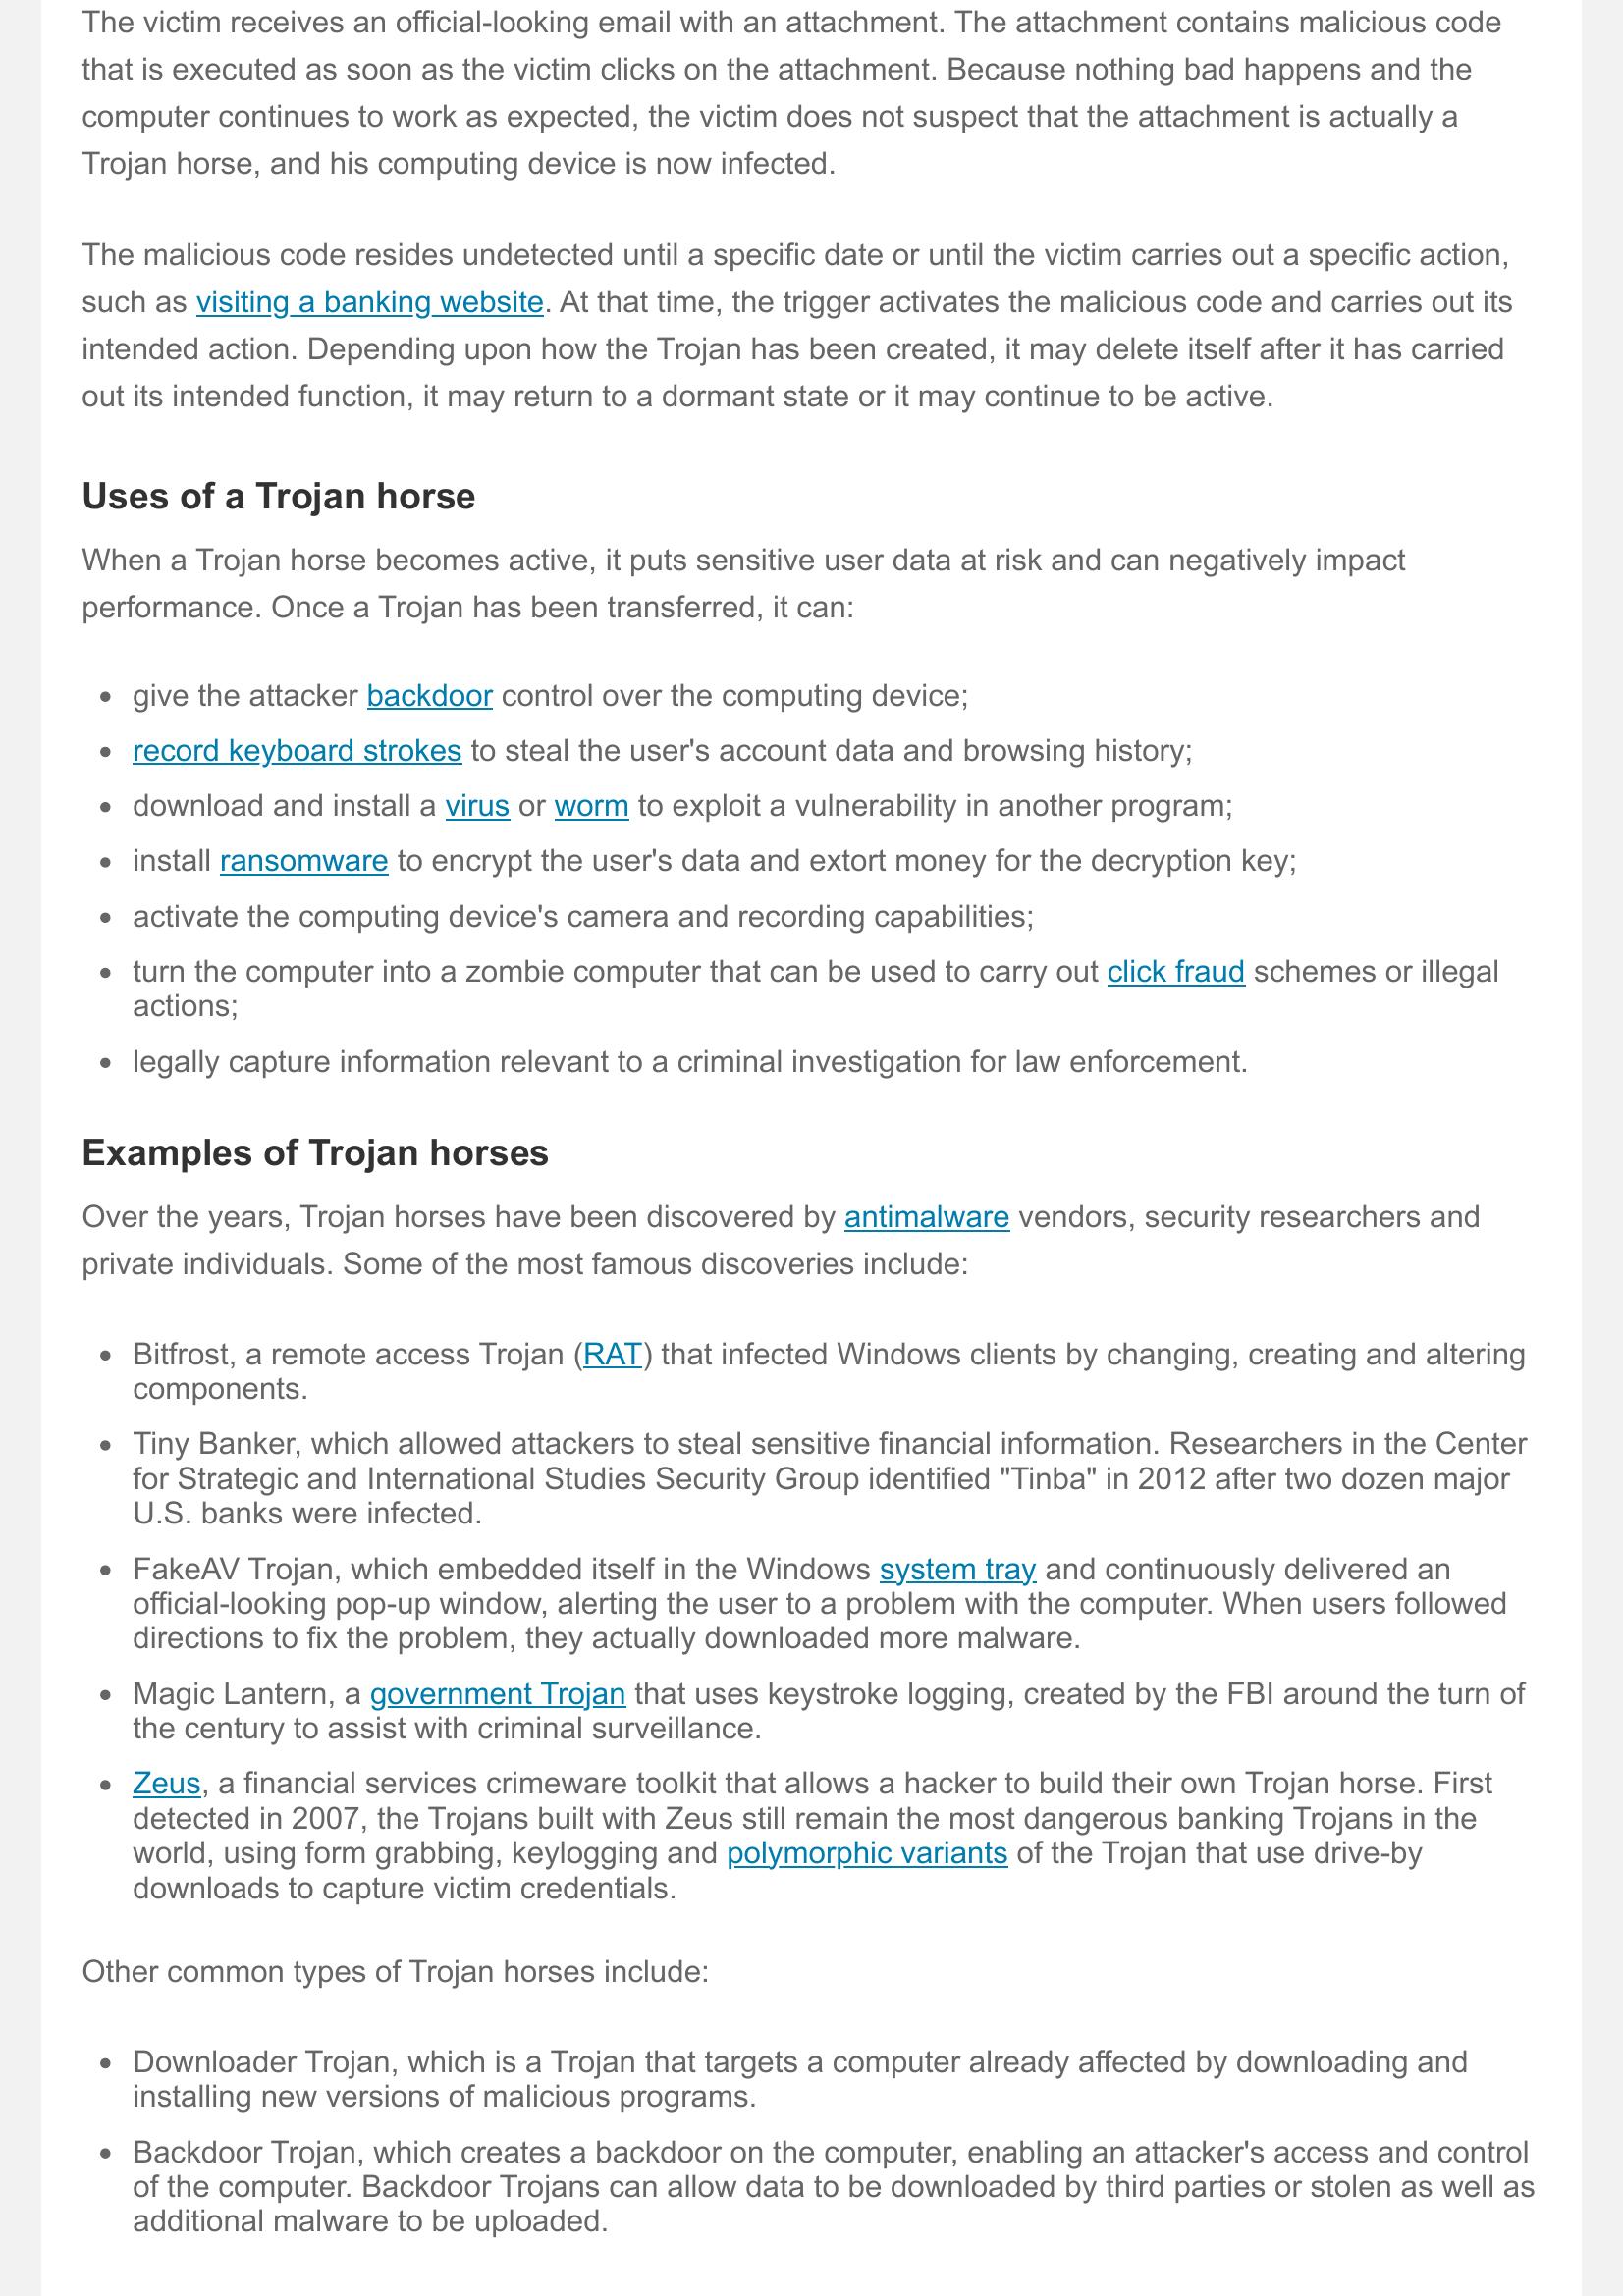 The victim receives an official-looking email with an attachment. The attachment contains malicious code
that is executed as soon as the victim clicks on the attachment. Because nothing bad happens and the
computer continues to work as expected, the victim does not suspect that the attachment is actually a
Trojan horse, and his computing device is now infected.
The malicious code resides undetected until a specific date or until the victim carries out a specific action,
such as visiting a banking website. At that time, the trigger activates the malicious code and carries out its
intended action. Depending upon how the Trojan has been created, it may delete itself after it has carried
out its intended function, it may return to a dormant state or it may continue to be active.
Uses of a Trojan horse
When a Trojan horse becomes active, it puts sensitive user data at risk and can negatively impact
performance. Once a Trojan has been transferred, it can:
• give the attacker backdoor control over the computing device;
• record keyboard strokes to steal the user's account data and browsing history;
• download and install a virus or worm to exploit a vulnerability in another program;
• install ransomware to encrypt the user's data and extort money for the decryption key;
• activate the computing device's camera and recording capabilities;
• turn the computer into a zombie computer that can be used to carry out click fraud schemes or illegal
actions;
• legally capture information relevant to a criminal investigation for law enforcement.
Examples of Trojan horses
Over the years, Trojan horses have been discovered by antimalware vendors, security researchers and
private individuals. Some of the most famous discoveries include:
• Bitfrost, a remote access Trojan (RAT) that infected Windows clients by changing, creating and altering
components.
• Tiny Banker, which allowed attackers to steal sensitive financial information. Researchers in the Center
for Strategic and International Studies Security Group identified "Tinba" in 2012 after two dozen major
U.S. banks were infected.
• FakeAV Trojan, which embedded itself in the Windows system tray and continuously delivered an
official-looking pop-up window, alerting the user to a problem with the computer. When users followed
directions to fix the problem, they actually downloaded more malware.
• Magic Lantern, a government Trojan that uses keystroke logging, created by the FBI around the turn of
the century to assist with criminal surveillance.
• Zeus, a financial services crimeware toolkit that allows a hacker to build their own Trojan horse. First
detected in 2007, the Trojans built with Zeus still remain the most dangerous banking Trojans in the
world, using form grabbing, keylogging and polymorphic variants of the Trojan that use drive-by
downloads to capture victim credentials.
Other common types of Trojan horses include:
• Downloader Trojan, which is a Trojan that targets a computer already affected by downloading and
installing new versions of malicious programs.
• Backdoor Trojan, which creates a backdoor on the computer, enabling an attacker's access and control
of the computer. Backdoor Trojans can allow data to be downloaded by third parties or stolen as well as
additional malware to be uploaded.